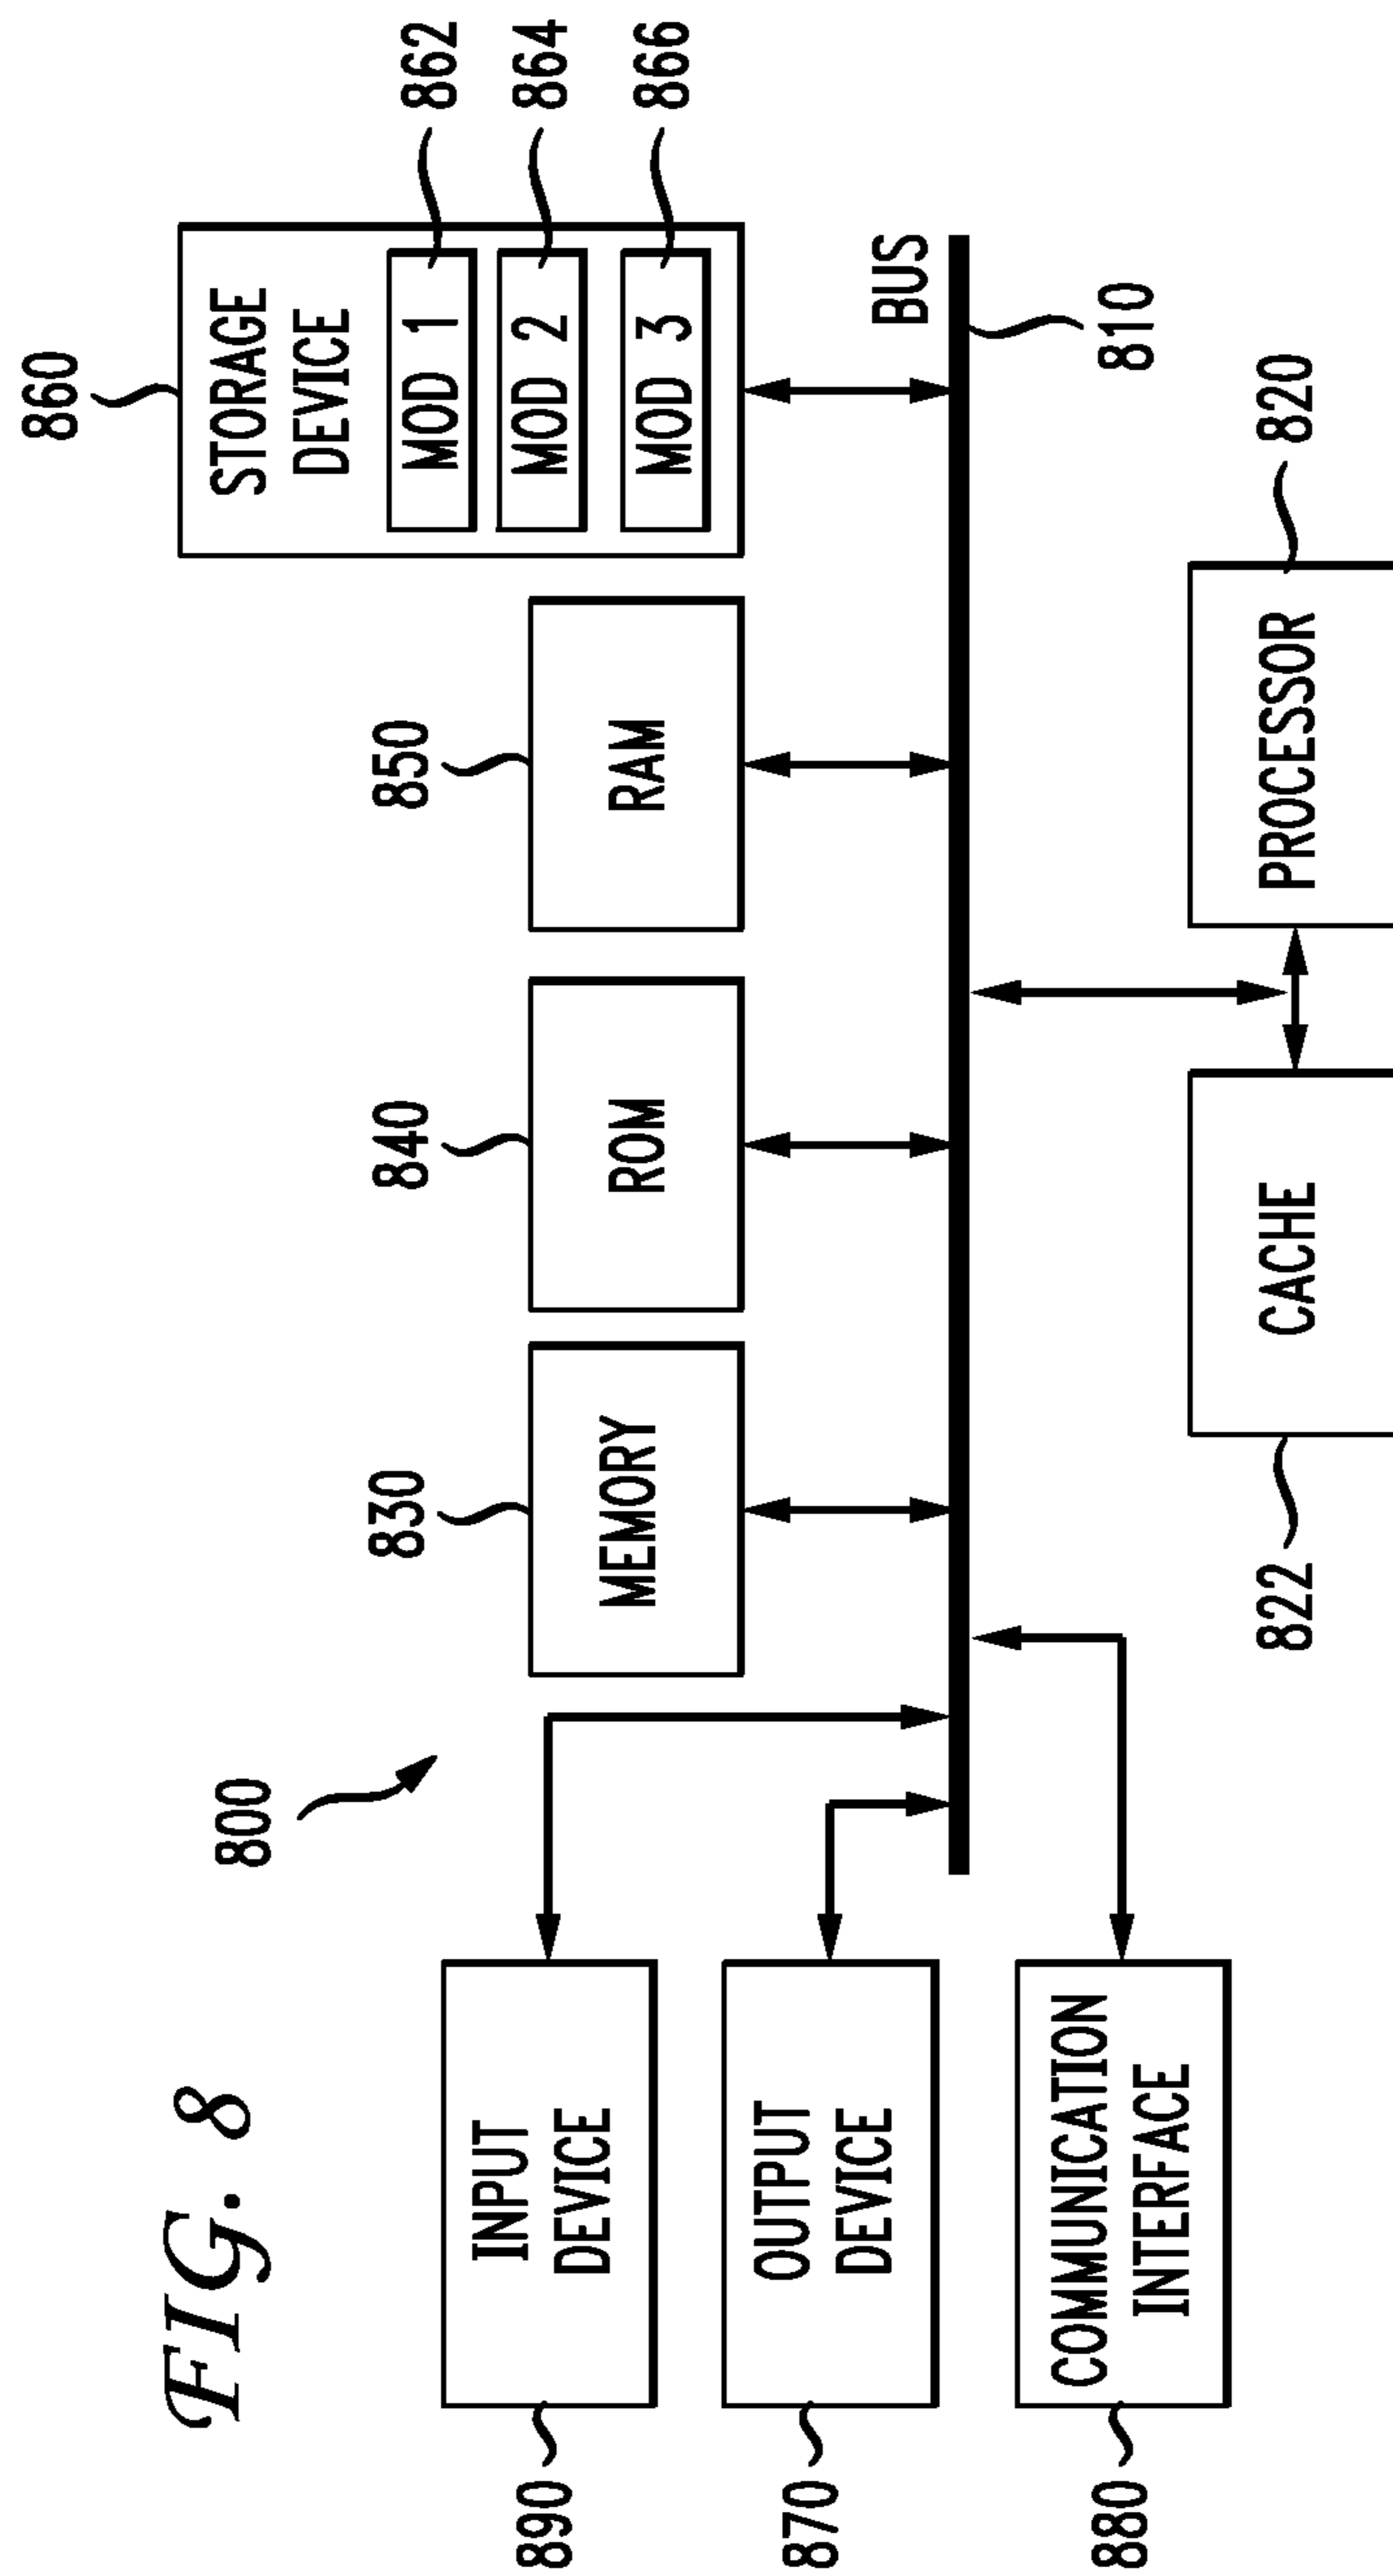 FIG. 8
800
890
INPUT
DEVICE
870
OUTPUT
DEVICE
880
COMMUNICATION
INTERFACE
830
MEMORY
840
ROM
850
RAM
860
STORAGE
DEVICE
MOD 1
862
MOD 2
864
MOD 3
866
BUS
810
822
CACHE
PROCESSOR
820